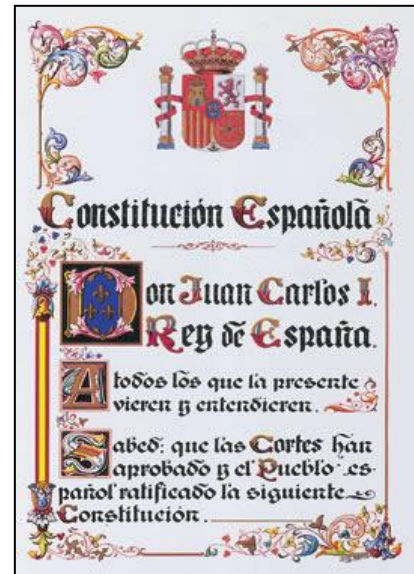 Constitución Española
Don Juan Carlos I.
Rey de España.
A todos los que la presente
vieren y entendieren.
Sabed: que las Cortes han
aprobado y el Pueblo es-
pañol ratificado la siguiente
Constitución.